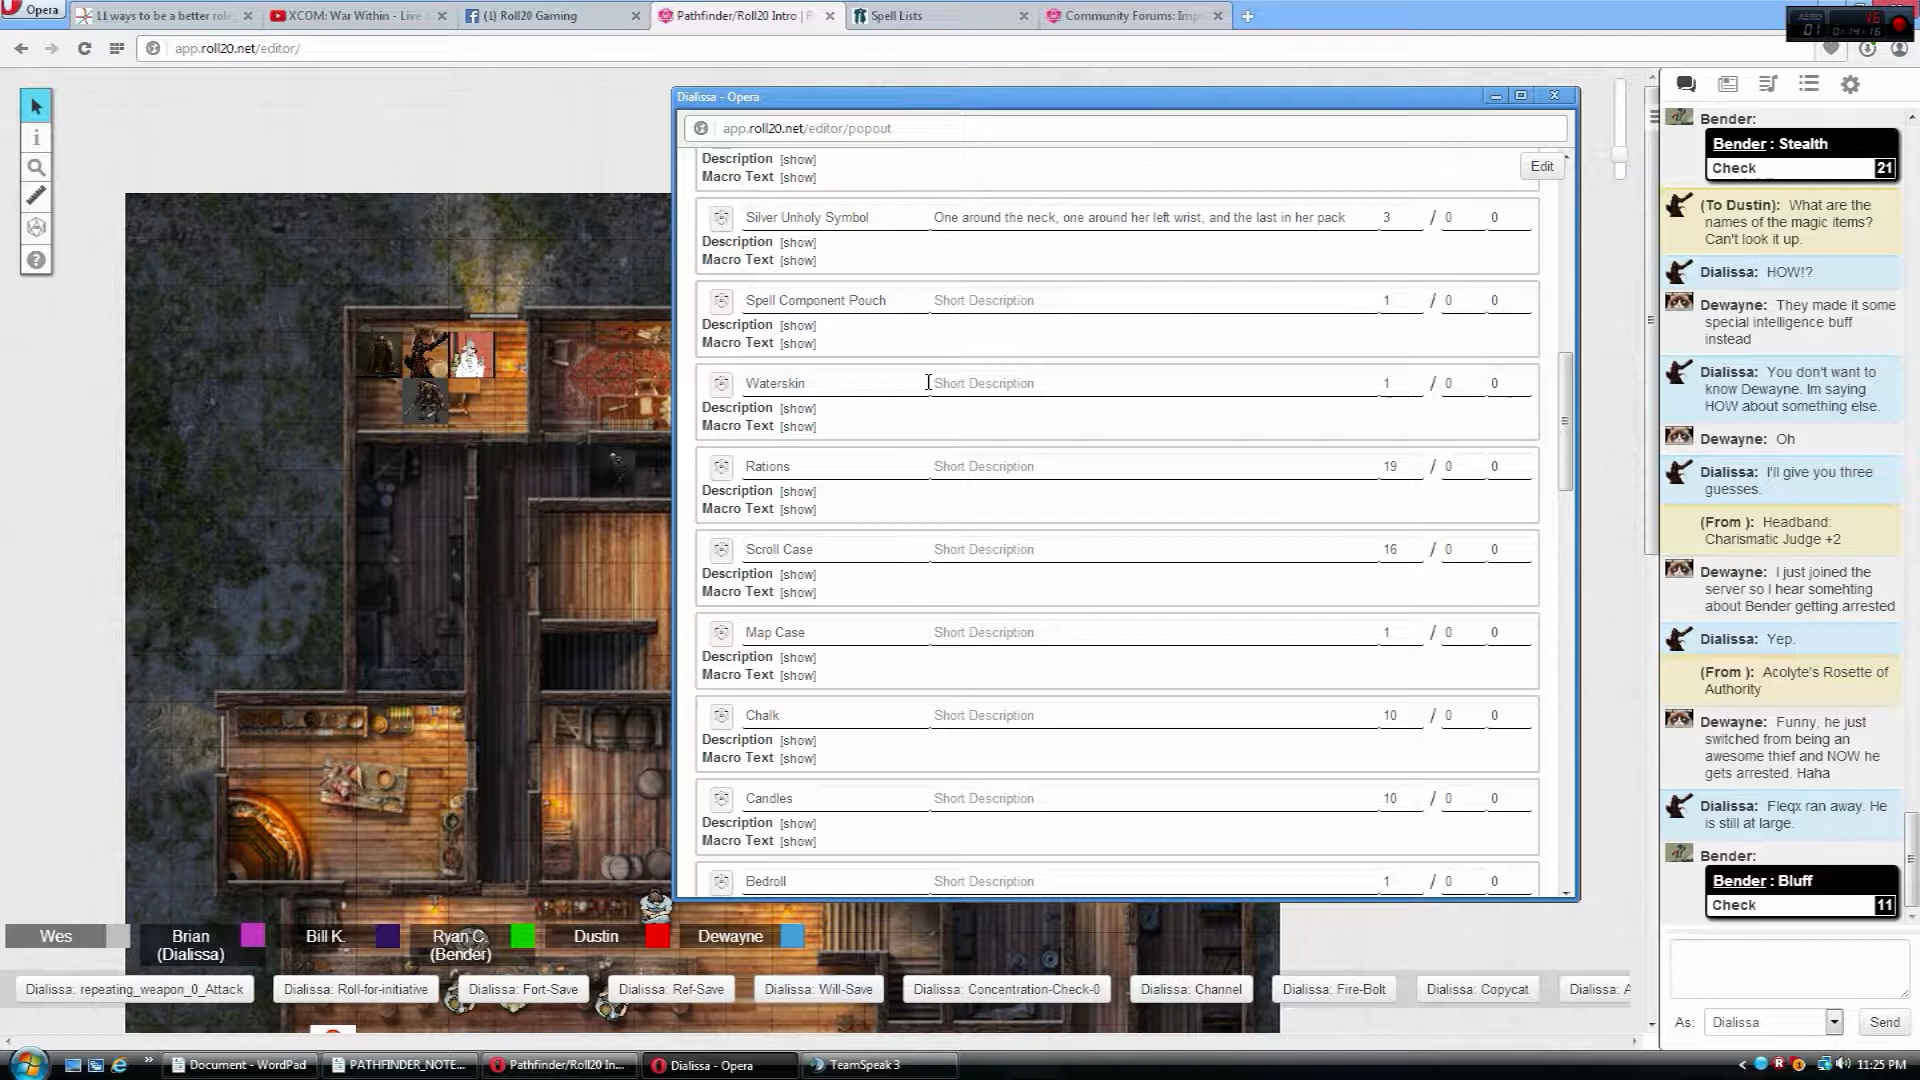 Opera
11 ways to be a better role
XCOM: War Within - Live S
(1) Roll20 Gaming
Pathfinder/Roll20 Intro | R
Spell Lists
Community Forums: Imp
app.roll20.net/editor/
Dialissa - Opera
app.roll20.net/editor/popout
Edit
Description [show]
Macro Text [show]
Silver Unholy Symbol One around the neck, one around her left wrist, and the last in her pack 3 / 0 0
Description [show]
Macro Text [show]
Spell Component Pouch Short Description 1 / 0 0
Description [show]
Macro Text [show]
Waterskin Short Description 1 / 0 0
Description [show]
Macro Text [show]
Rations Short Description 19 / 0 0
Description [show]
Macro Text [show]
Scroll Case Short Description 16 / 0 0
Description [show]
Macro Text [show]
Map Case Short Description 1 / 0 0
Description [show]
Macro Text [show]
Chalk Short Description 10 / 0 0
Description [show]
Macro Text [show]
Candles Short Description 10 / 0 0
Description [show]
Macro Text [show]
Bedroll Short Description 1 / 0 0
Bender:
Bender : Stealth
Check 21
(To Dustin): What are the
names of the magic items?
Can't look it up.
Dialissa: HOW!?
Dewayne: They made it some
special intelligence buff
instead
Dialissa: You don't want to
know Dewayne. Im saying
HOW about something else.
Dewayne: Oh
Dialissa: I'll give you three
guesses.
(From ): Headband:
Charismatic Judge +2
Dewayne: I just joined the
server so I hear somehting
about Bender getting arrested
Dialissa: Yep.
(From ): Acolyte's Rosette of
Authority
Dewayne: Funny, he just
switched from being an
awesome thief and NOW he
gets arrested. Haha
Dialissa: Fleqx ran away. He
is still at large.
Bender:
Bender : Bluff
Check 11
As: Dialissa Send
Wes
Brian
(Dialissa)
Bill K.
Ryan C.
(Bender)
Dustin
Dewayne
Dialissa: repeating_weapon_0_Attack
Dialissa: Roll-for-initiative
Dialissa: Fort-Save
Dialissa: Ref-Save
Dialissa: Will-Save
Dialissa: Concentration-Check-0
Dialissa: Channel
Dialissa: Fire-Bolt
Dialissa: Copycat
Dialissa: A
Document - WordPad
PATHFINDER_NOTE...
Pathfinder/Roll20 In...
Dialissa - Opera
TeamSpeak 3
11:25 PM